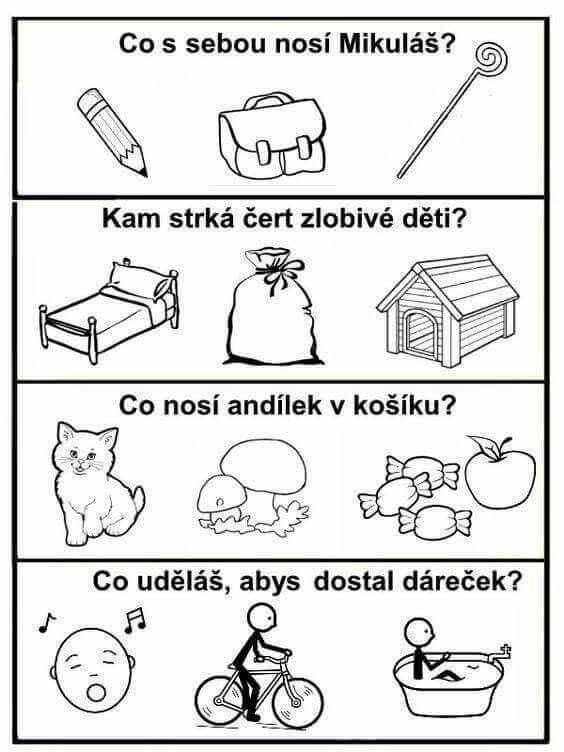 Co s sebou nosí Mikuláš?
Kam strká čert zlobivé děti?
Co nosí andílek v košíku?
Co uděláš, abys dostal dáreček?